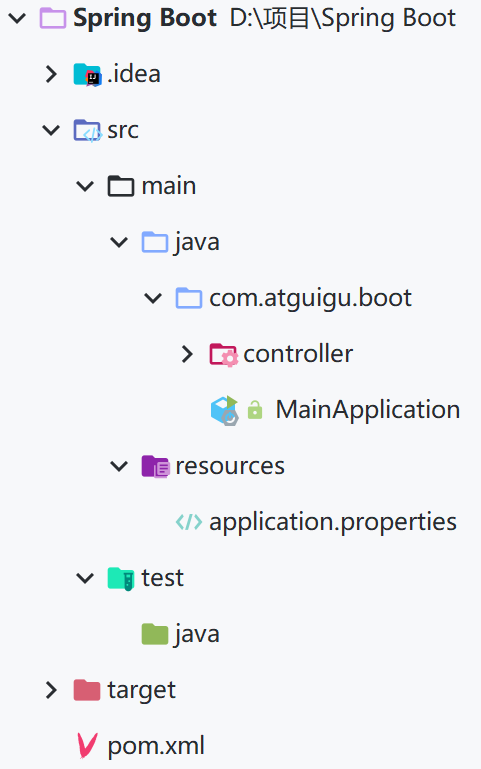 Spring Boot D:\项目\Spring Boot
.idea
src
main
java
com.atguigu.boot
controller
MainApplication
resources
application.properties
test
java
target
pom.xml